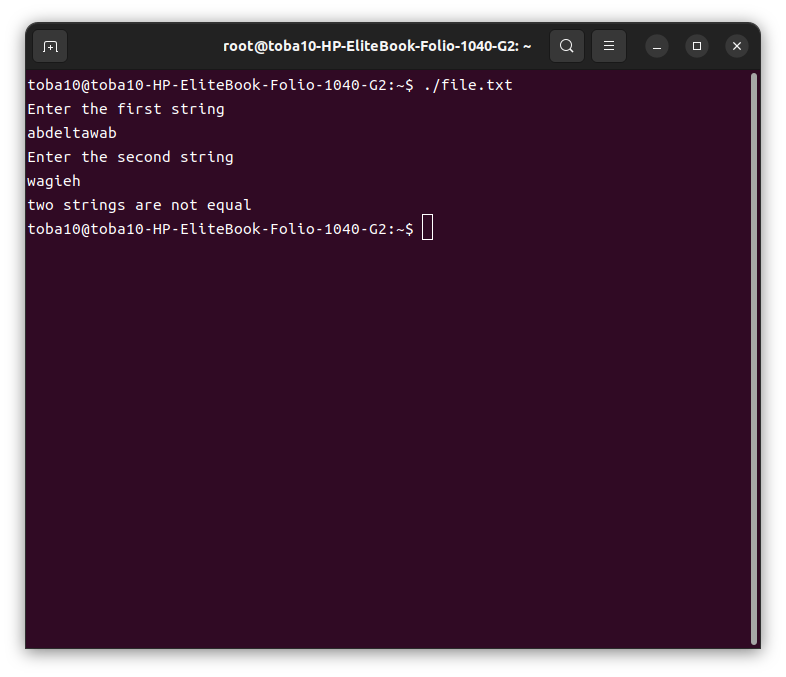 root@toba10-HP-EliteBook-Folio-1040-G2: ~
toba10@toba10-HP-EliteBook-Folio-1040-G2:~$ ./file.txt
Enter the first string
abdeltawab
Enter the second string
wagieh
two strings are not equal
toba10@toba10-HP-EliteBook-Folio-1040-G2:~$